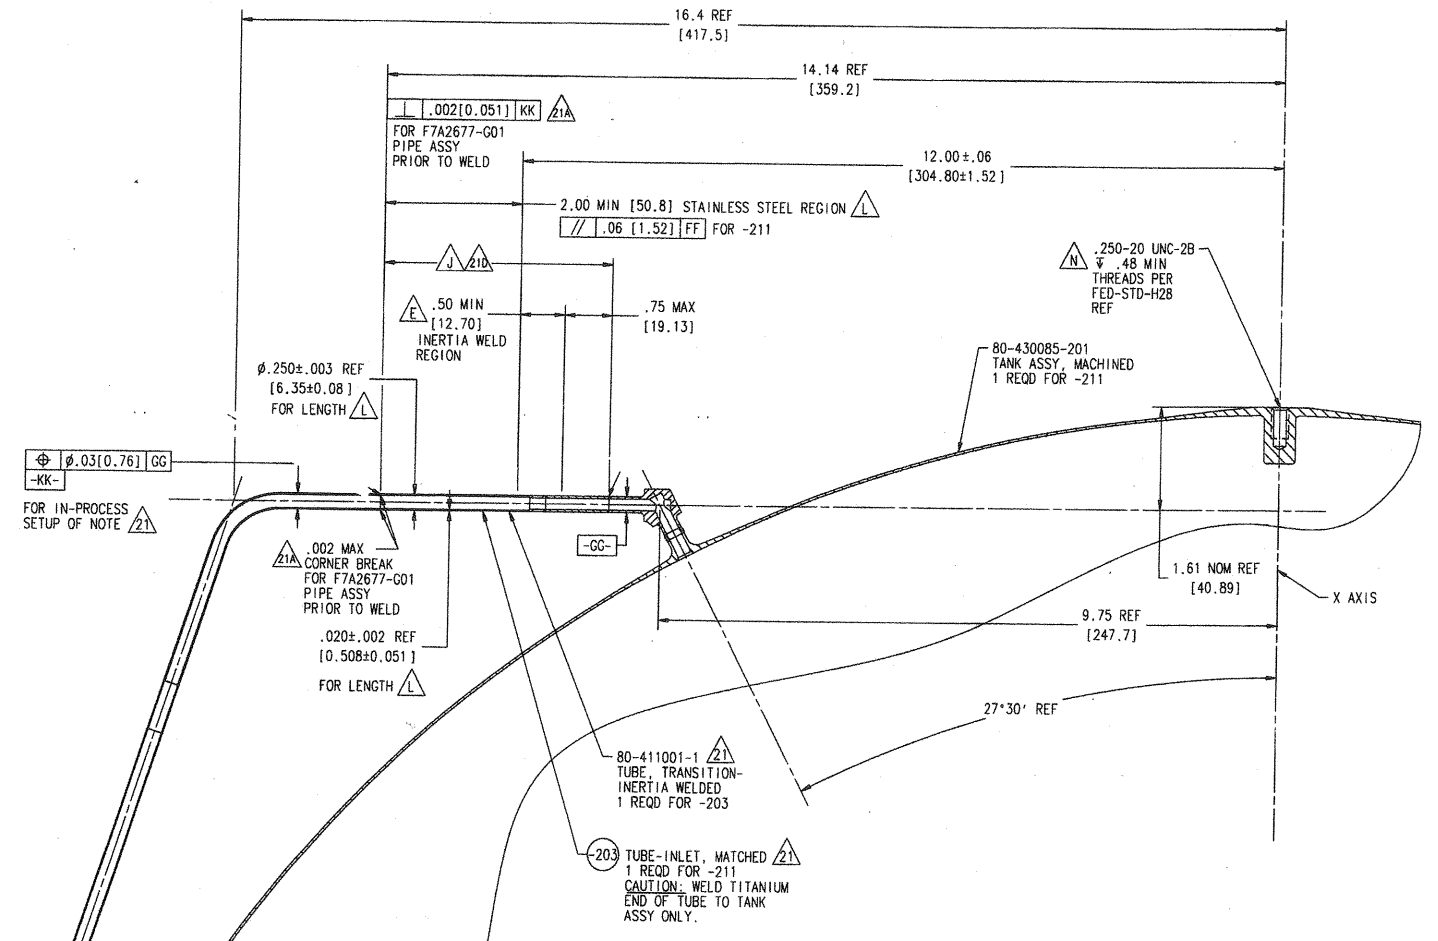 16.4 REF
[417.5]
14.14 REF
[359.2]
⊥ .002[0.051] KK 21A
FOR F7A2677-G01
PIPE ASSY
PRIOR TO WELD
12.00±.06
[304.80±1.52]
2.00 MIN [50.8] STAINLESS STEEL REGION L
// .06 [1.52] FF FOR -211
J 21D
N .250-20 UNC-2B
↧ .48 MIN
THREADS PER
FED-STD-H28
REF
E .50 MIN
[12.70]
INERTIA WELD
REGION
.75 MAX
[19.13]
80-430085-201
TANK ASSY, MACHINED
1 REQD FOR -211
Ø.250±.003 REF
[6.35±0.08]
FOR LENGTH L
⌖ Ø.03[0.76] GG
-KK-
FOR IN-PROCESS
SETUP OF NOTE 21
-GG-
21A .002 MAX
CORNER BREAK
FOR F7A2677-G01
PIPE ASSY
PRIOR TO WELD
1.61 NOM REF
[40.89]
X AXIS
9.75 REF
[247.7]
.020±.002 REF
[0.508±0.051]
FOR LENGTH L
27°30' REF
80-411001-1 21
TUBE, TRANSITION-
INERTIA WELDED
1 REQD FOR -203
-203 TUBE-INLET, MATCHED 21
1 REQD FOR -211
CAUTION: WELD TITANIUM
END OF TUBE TO TANK
ASSY ONLY.